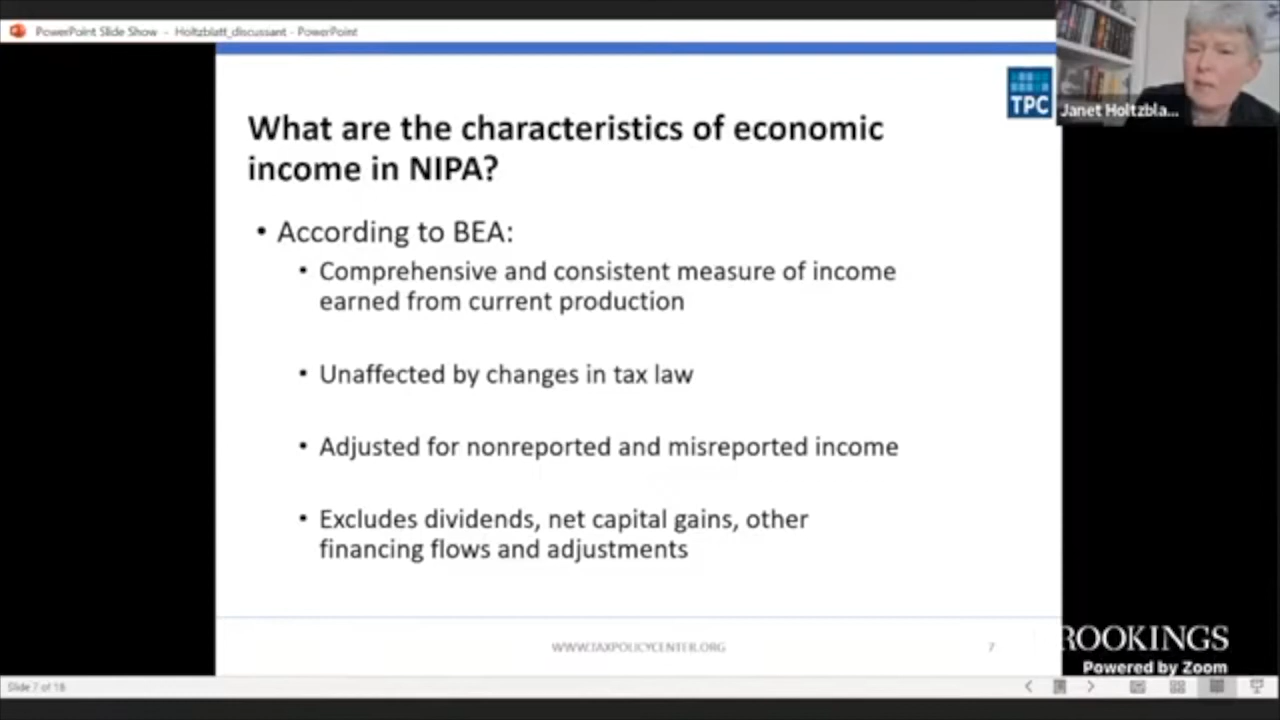 PowerPoint Slide Show - Holtzblatt_discussant - PowerPoint
TPC
Janet Holtzbla...
What are the characteristics of economic
income in NIPA?
• According to BEA:
• Comprehensive and consistent measure of income
earned from current production
• Unaffected by changes in tax law
• Adjusted for nonreported and misreported income
• Excludes dividends, net capital gains, other
financing flows and adjustments
WWW.TAXPOLICYCENTER.ORG
7
ROOKINGS
Powered by Zoom
Slide 7 of 18